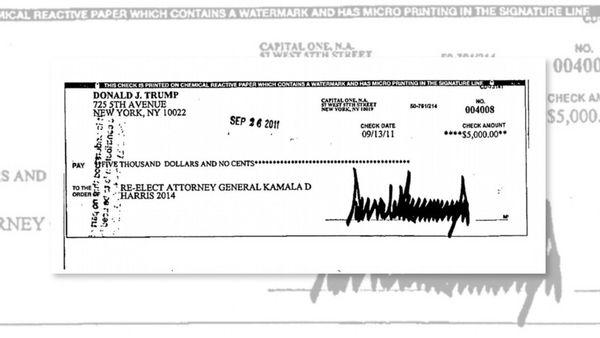 MICAL REACTIVE PAPER WHICH CONTAINS A WATERMARK AND HAS MICRO PRINTING IN THE SIGNATURE LINE
CAPITAL ONE, N.A.
57 WEST 57TH STREET
50-791/214
NO.
00400
CHECK AM
$5,000.
S AND
RNEY
THIS CHECK IS PRINTED ON CHEMICAL REACTIVE PAPER WHICH CONTAINS A WATERMARK AND HAS MICRO PRINTING IN THE SIGNATURE LINE
DONALD J. TRUMP
725 5TH AVENUE
NEW YORK, NY 10022
CAPITAL ONE, N.A.
57 WEST 57TH STREET
NEW YORK, NY 10019
50-791/214
NO.
004008
SEP 26 2011
CHECK DATE
09/13/11
CHECK AMOUNT
****$5,000.00**
PAY
FIVE THOUSAND DOLLARS AND NO CENTS
TO THE
ORDER
RE-ELECT ATTORNEY GENERAL KAMALA D
HARRIS 2014
MP